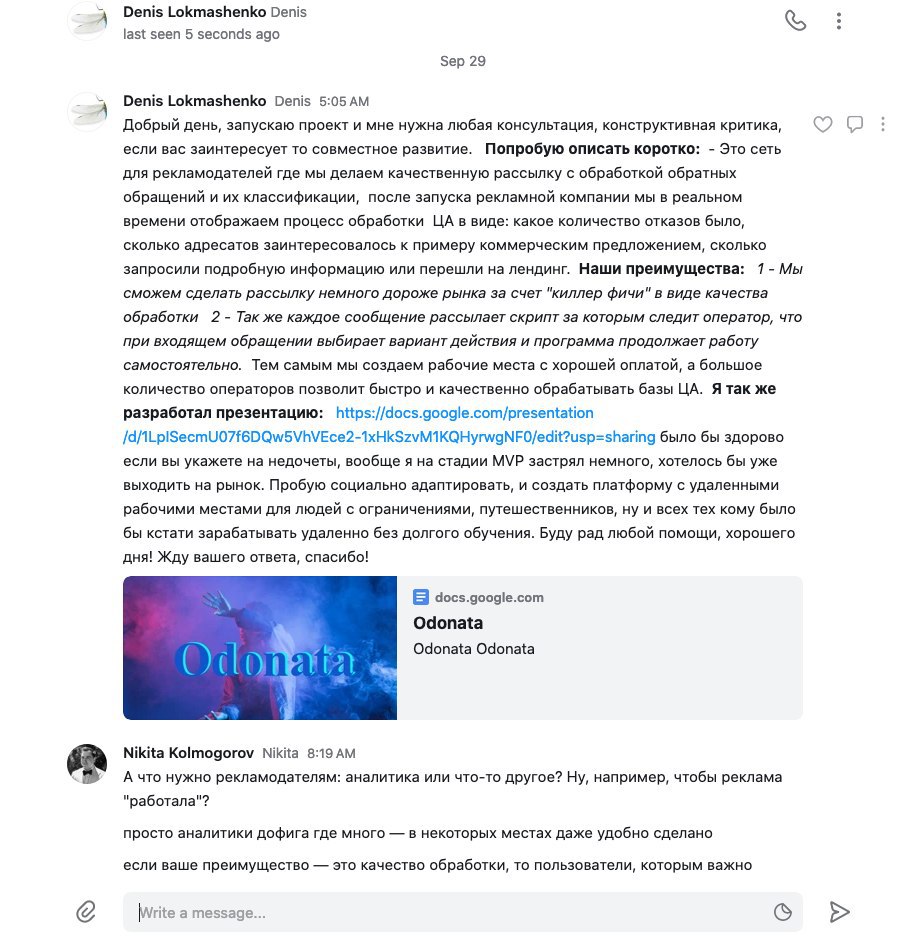 Denis Lokmashenko Denis
last seen 5 seconds ago
Sep 29
Denis Lokmashenko Denis 5:05 AM
Добрый день, запускаю проект и мне нужна любая консультация, конструктивная критика,
если вас заинтересует то совместное развитие. Попробую описать коротко: - Это сеть
для рекламодателей где мы делаем качественную рассылку с обработкой обратных
обращений и их классификации, после запуска рекламной компании мы в реальном
времени отображаем процесс обработки ЦА в виде: какое количество отказов было,
сколько адресатов заинтересовалось к примеру коммерческим предложением, сколько
запросили подробную информацию или перешли на лендинг. Наши преимущества: 1 - Мы
сможем сделать рассылку немного дороже рынка за счет "киллер фичи" в виде качества
обработки 2 - Так же каждое сообщение рассылает скрипт за которым следит оператор, что
при входящем обращении выбирает вариант действия и программа продолжает работу
самостоятельно. Тем самым мы создаем рабочие места с хорошей оплатой, а большое
количество операторов позволит быстро и качественно обрабатывать базы ЦА. Я так же
разработал презентацию: https://docs.google.com/presentation
/d/1LpISecmU07f6DQw5VhVEce2-1xHkSzvM1KQHyrwgNF0/edit?usp=sharing было бы здорово
если вы укажете на недочеты, вообще я на стадии MVP застрял немного, хотелось бы уже
выходить на рынок. Пробую социально адаптировать, и создать платформу с удаленными
рабочими местами для людей с ограничениями, путешественников, ну и всех тех кому было
бы кстати зарабатывать удаленно без долгого обучения. Буду рад любой помощи, хорошего
дня! Жду вашего ответа, спасибо!
Odonata
docs.google.com
Odonata
Odonata Odonata
Nikita Kolmogorov Nikita 8:19 AM
А что нужно рекламодателям: аналитика или что-то другое? Ну, например, чтобы реклама
"работала"?
просто аналитики дофига где много — в некоторых местах даже удобно сделано
если ваше преимущество — это качество обработки, то пользователи, которым важно
Write a message...